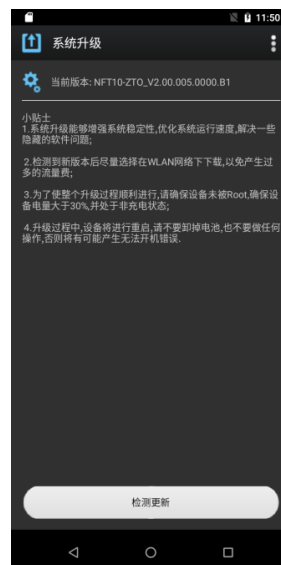 11:50
系统升级
当前版本: NFT10-ZTO_V2.00.005.0000.B1
小贴士
1.系统升级能够增强系统稳定性,优化系统运行速度,解决一些
隐藏的软件问题;
2.检测到新版本后尽量选择在WLAN网络下下载,以免产生过
多的流量费;
3.为了使整个升级过程顺利进行,请确保设备未被Root,确保设
备电量大于30%,并处于非充电状态;
4.升级过程中,设备将进行重启,请不要卸掉电池,也不要做任何
操作,否则将有可能产生无法开机错误.
检测更新